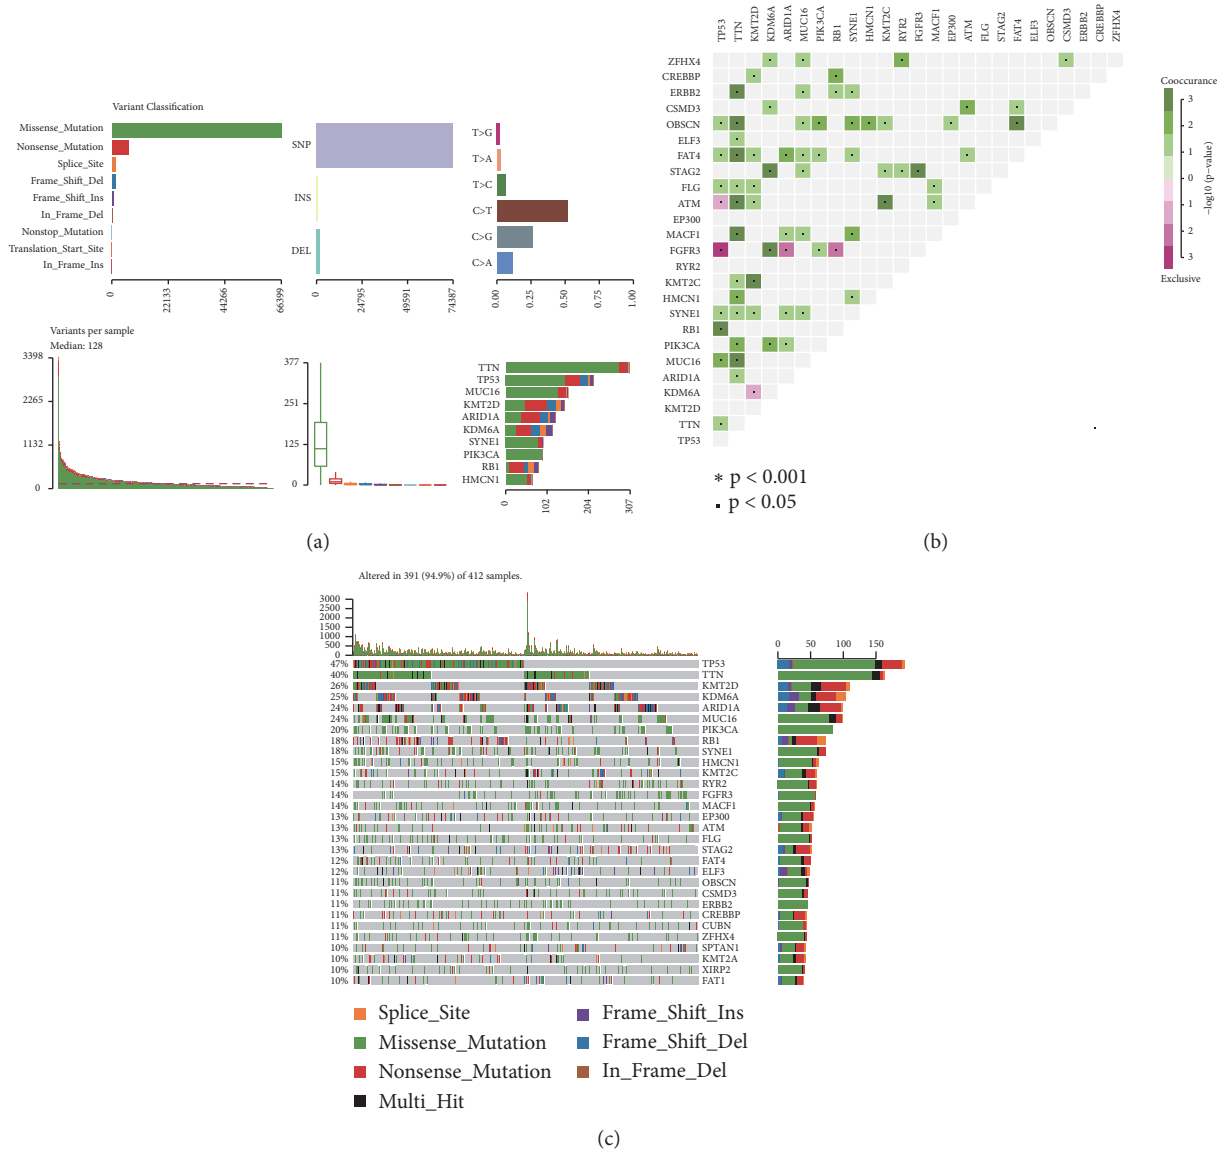 Variant Classification
Missense_Mutation
Nonsense_Mutation
Splice_Site
Frame_Shift_Del
Frame_Shift_Ins
In_Frame_Del
Nonstop_Mutation
Translation_Start_Site
In_Frame_Ins
0
22133
44266
66399
SNP
INS
DEL
0
24795
49591
74387
T>G
T>A
T>C
C>T
C>G
C>A
0.00
0.25
0.50
0.75
1.00
Variants per sample
Median: 128
3398
2265
1132
0
377
251
125
0
TTN
TP53
MUC16
KMT2D
ARID1A
KDM6A
SYNE1
PIK3CA
RB1
HMCN1
0
102
204
307
(a)
TP53
TTN
KMT2D
KDM6A
ARID1A
MUC16
PIK3CA
RB1
SYNE1
HMCN1
KMT2C
RYR2
FGFR3
MACF1
EP300
ATM
FLG
STAG2
FAT4
ELF3
OBSCN
CSMD3
ERBB2
CREBBP
ZFHX4
ZFHX4
CREBBP
ERBB2
CSMD3
OBSCN
ELF3
FAT4
STAG2
FLG
ATM
EP300
MACF1
FGFR3
RYR2
KMT2C
HMCN1
SYNE1
RB1
PIK3CA
MUC16
ARID1A
KDM6A
KMT2D
TTN
TP53
Cooccurance
3
2
1
0
1
2
3
−log10 (p-value)
Exclusive
* p < 0.001
. p < 0.05
(b)
Altered in 391 (94.9%) of 412 samples.
3000
2500
2000
1500
1000
500
0
0 50 100 150
47% TP53
40% TTN
26% KMT2D
25% KDM6A
24% ARID1A
24% MUC16
20% PIK3CA
18% RB1
18% SYNE1
15% HMCN1
15% KMT2C
14% RYR2
14% FGFR3
14% MACF1
13% EP300
13% ATM
13% FLG
13% STAG2
12% FAT4
12% ELF3
11% OBSCN
11% CSMD3
11% ERBB2
11% CREBBP
11% CUBN
11% ZFHX4
10% SPTAN1
10% KMT2A
10% XIRP2
10% FAT1
Splice_Site
Missense_Mutation
Nonsense_Mutation
Multi_Hit
Frame_Shift_Ins
Frame_Shift_Del
In_Frame_Del
(c)